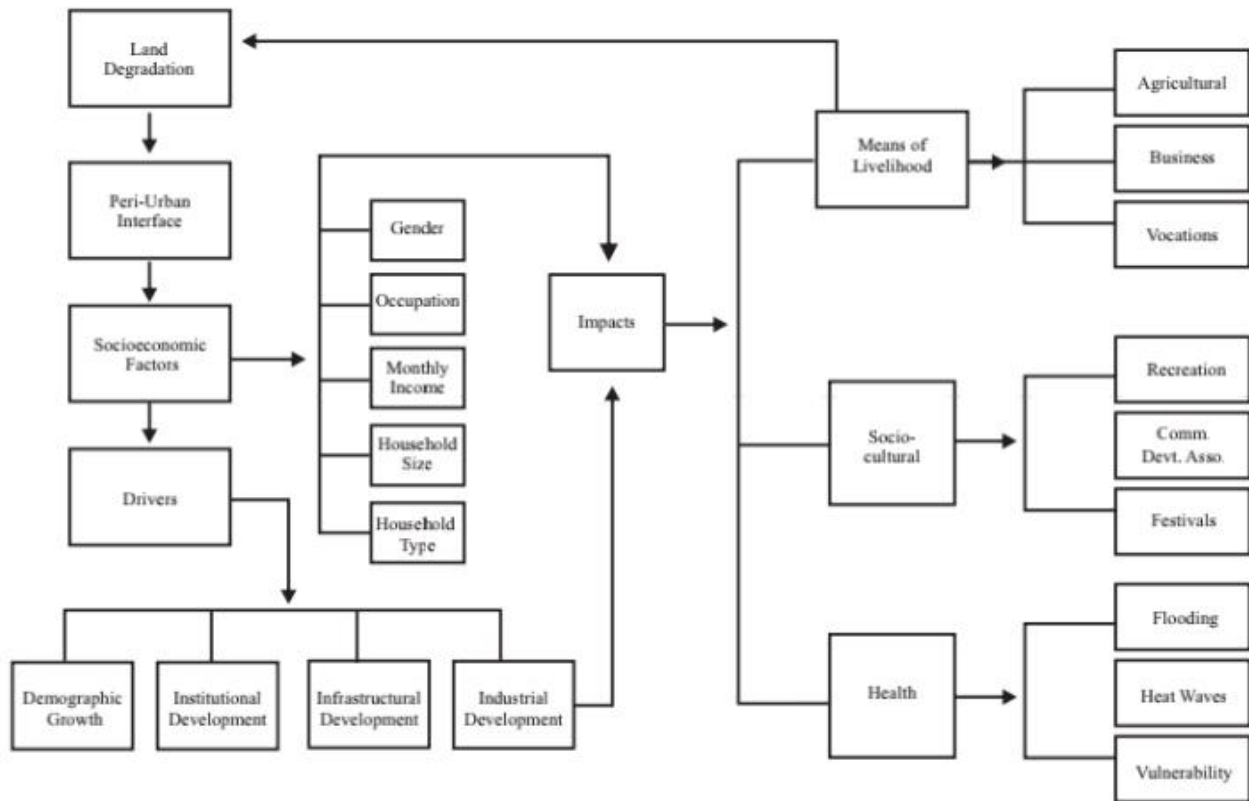 Land
Degradation
Peri-Urban
Interface
Socioeconomic
Factors
Drivers
Gender
Occupation
Monthly
Income
Household
Size
Household
Type
Demographic
Growth
Institutional
Development
Infrastructural
Development
Industrial
Development
Impacts
Means of
Livelihood
Agricultural
Business
Vocations
Socio-
cultural
Recreation
Comm.
Devt. Asso.
Festivals
Health
Flooding
Heat Waves
Vulnerability